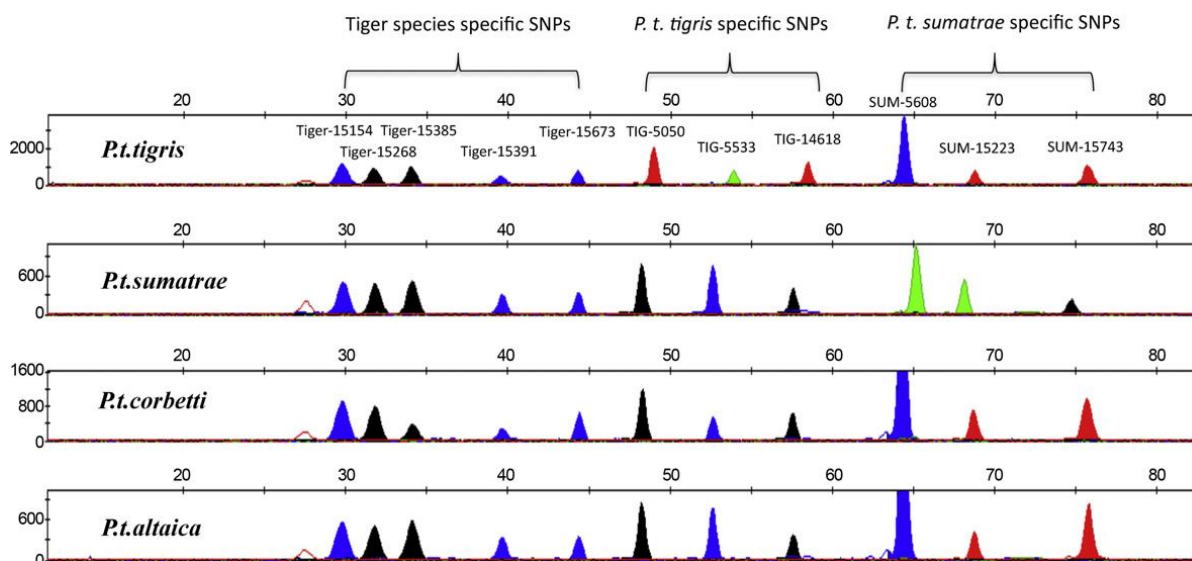 Tiger species specific SNPs P. t. tigris specific SNPs P. t. sumatrae specific SNPs
20 30 40 50 60 70 80
SUM-5608
Tiger-15154 Tiger-15385 Tiger-15673 TIG-5050 TIG-14618
Tiger-15268 Tiger-15391 TIG-5533 SUM-15223 SUM-15743
2000
0
P.t.tigris
20 30 40 50 60 70 80
600
0
P.t.sumatrae
20 30 40 50 60 70 80
1600
800
0
P.t.corbetti
20 30 40 50 60 70 80
600
0
P.t.altaica